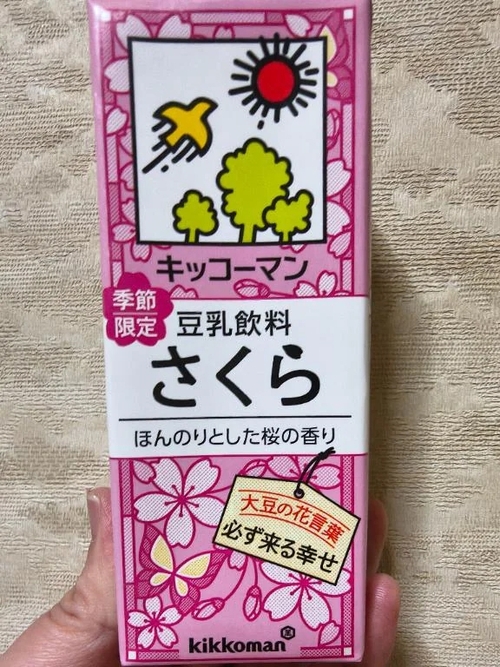 キッコーマン
季節
限定
豆乳飲料
さくら
ほんのりとした桜の香り
大豆の花言葉
必ず来る幸せ
kikkoman